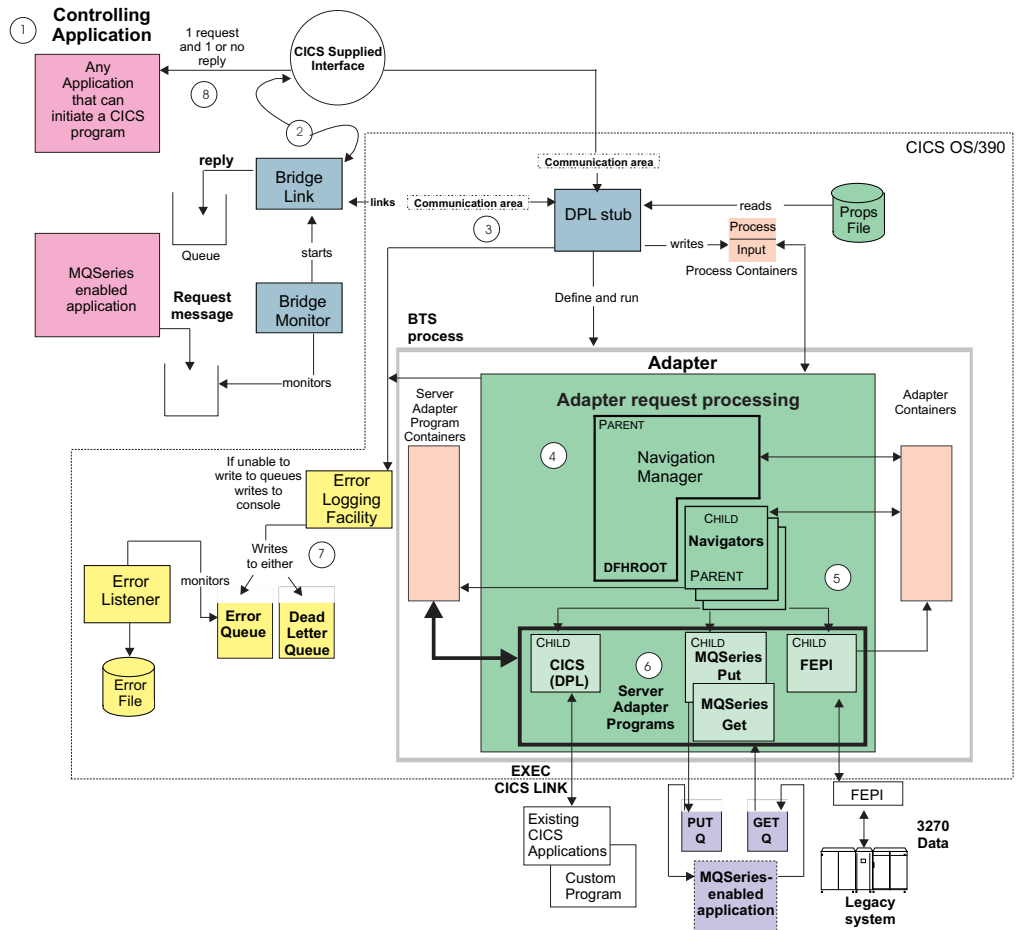 1
Controlling
Application
Any
Application
that can
initiate a CICS
program
1 request
and 1 or no
reply
8
CICS Supplied
Interface
2
CICS OS/390
reply
Bridge
Link
Queue
links
Communication area
Communication area
3
DPL stub
reads
Props
File
writes
Process
Input
Process Containers
starts
MQSeries
enabled
application
Request
message
Bridge
Monitor
monitors
Define and run
BTS
process
Adapter
Server
Adapter
Program
Containers
Adapter request processing
Adapter
Containers
PARENT
4
Navigation
Manager
CHILD
Navigators
PARENT
DFHROOT
5
If unable to
write to queues
writes to
console
Error
Logging
Facility
Writes
to either
7
Error
Listener
monitors
Error
Queue
Dead
Letter
Queue
Error
File
CHILD
CICS
(DPL)
6
Server
Adapter
Programs
CHILD
MQSeries
Put
MQSeries
Get
CHILD
FEPI
EXEC
CICS LINK
Existing
CICS
Applications
Custom
Program
PUT
Q
GET
Q
MQSeries-
enabled
application
FEPI
3270
Data
Legacy
system